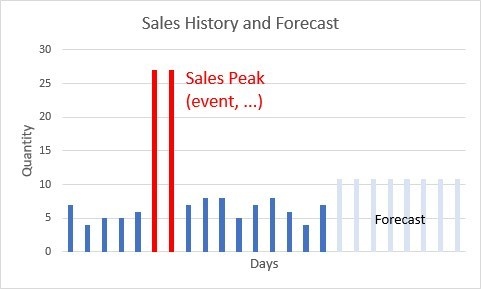 Sales History and Forecast
30
25
20
15
10
5
0
Quantity
Sales Peak
(event, ...)
Forecast
Days